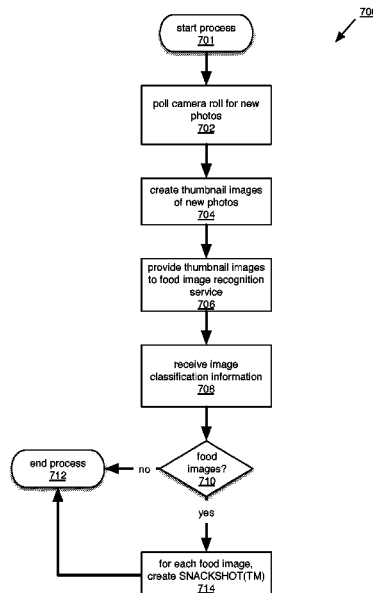 700
start process
701
poll camera roll for new
photos
702
create thumbnail images
of new photos
704
provide thumbnail images
to food image recognition
service
706
receive image
classification information
708
food
images?
710
no
end process
712
yes
for each food image,
create SNACKSHOT(TM)
714